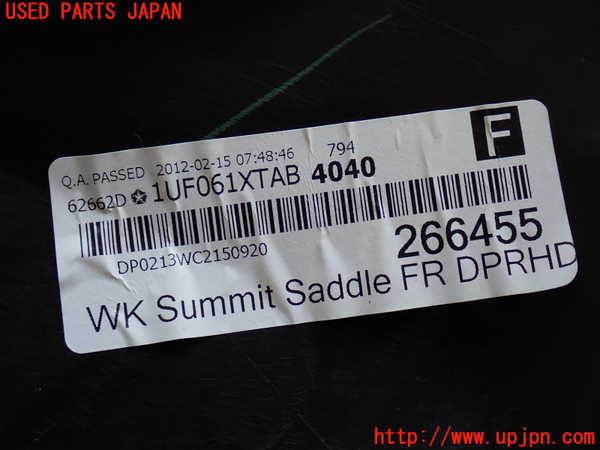 USED PARTS JAPAN
Q.A. PASSED 2012-02-15 07:48:46 794
F
62662D 1UF061XTAB 4040
DP0213WC2150920
266455
WK Summit Saddle FR DPRHD
http://www.upjpn.com